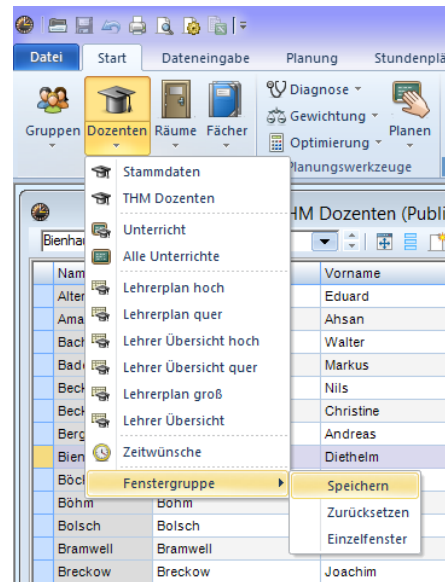 Datei Start Dateneingabe Planung Stundenplä
Gruppen Dozenten Räume Fächer Diagnose Gewichtung Optimierung Planen
Planungswerkzeuge
Stammdaten
THM Dozenten
Unterricht
Alle Unterrichte
Lehrerplan hoch
Lehrerplan quer
Lehrer Übersicht hoch
Lehrer Übersicht quer
Lehrerplan groß
Lehrer Übersicht
Zeitwünsche
Fenstergruppe
Speichern
Zurücksetzen
Einzelfenster
HM Dozenten (Publi
Bienhau
Nam Vorname
Alter Eduard
Ama Ahsan
Bach Walter
Bade Markus
Beck Nils
Beck Christine
Berg Andreas
Bien Diethelm
Böcl
Böhm Böhm
Bolsch Bolsch
Bramwell Bramwell
Breckow Breckow Joachim